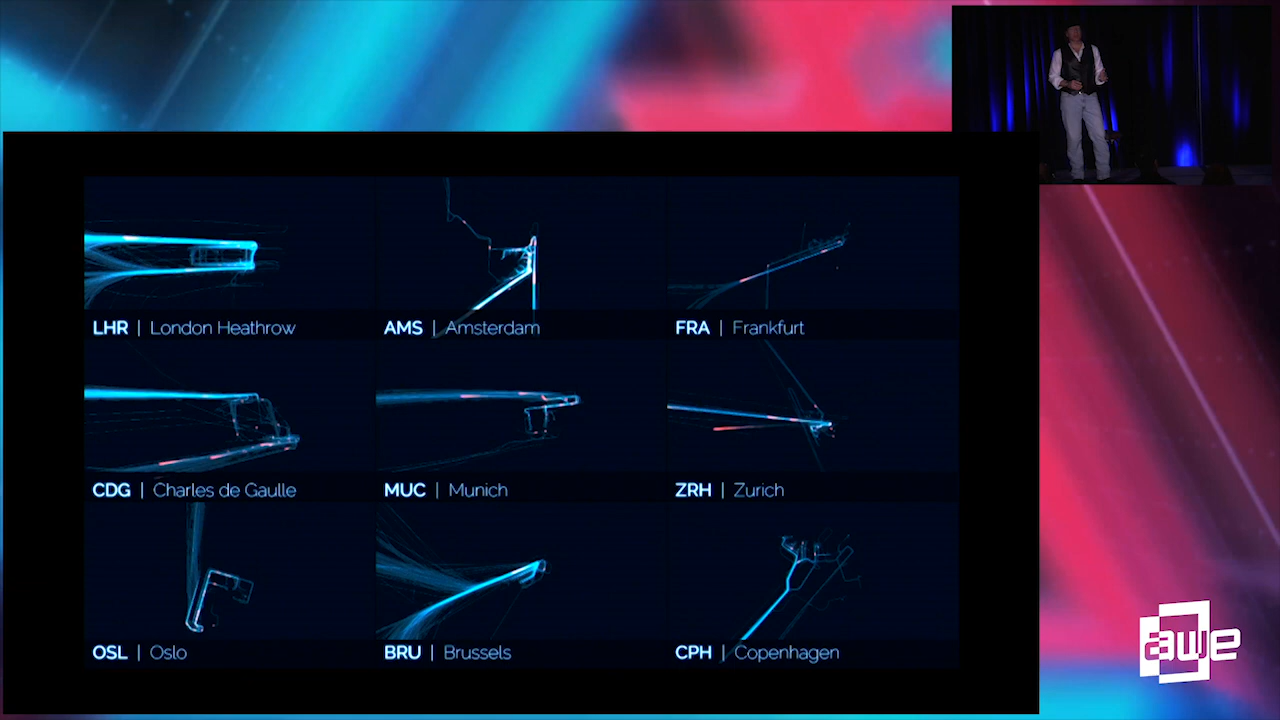 LHR | London Heathrow
AMS | Amsterdam
FRA | Frankfurt
CDG | Charles de Gaulle
MUC | Munich
ZRH | Zurich
OSL | Oslo
BRU | Brussels
CPH | Copenhagen
awe